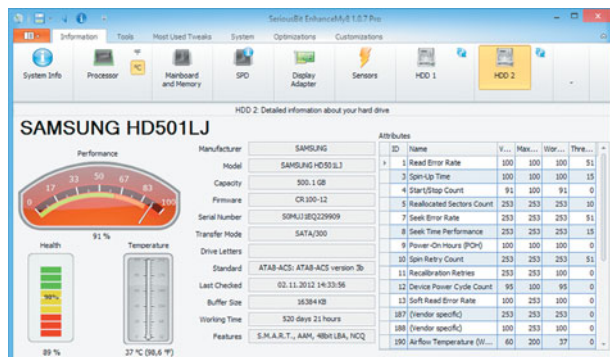 SeriousBit EnhanceMy8 1.0.7 Pro
Information Tools Most Used Tweaks System Optimizations Customizations
System Info Processor °C Mainboard and Memory SPD Display Adapter Sensors HDD 1 HDD 2
HDD 2: Detailed information about your hard drive
SAMSUNG HD501LJ
Performance
17 33 50 67 83 100
91 %
Health Temperature
90%
89 % 37 °C (98,6 °F)
Manufacturer SAMSUNG
Model SAMSUNG HD501LJ
Capacity 500.1 GB
Firmware CR100-12
Serial Number S0MUJ1EQ229909
Transfer Mode SATA/300
Drive Letters
Standard ATA8-ACS: ATA8-ACS version 3b
Last Checked 02.11.2012 14:33:56
Buffer Size 16384 KB
Working Time 520 days 21 hours
Features S.M.A.R.T., AAM, 48bit LBA, NCQ
Attributes
ID Name V... Max... Wor... Thre...
1 Read Error Rate 100 100 100 51
3 Spin-Up Time 100 100 100 15
4 Start/Stop Count 91 100 91 0
5 Reallocated Sectors Count 253 253 253 10
7 Seek Error Rate 253 253 253 51
8 Seek Time Performance 253 253 253 15
9 Power-On Hours (POH) 100 100 100 0
10 Spin Retry Count 253 253 253 51
11 Recalibration Retries 253 253 253 0
12 Device Power Cycle Count 95 100 95 0
13 Soft Read Error Rate 100 100 100 0
187 (Vendor specific) 253 253 253 0
188 (Vendor specific) 100 100 253 0
190 Airflow Temperature (W... 60 200 37 0